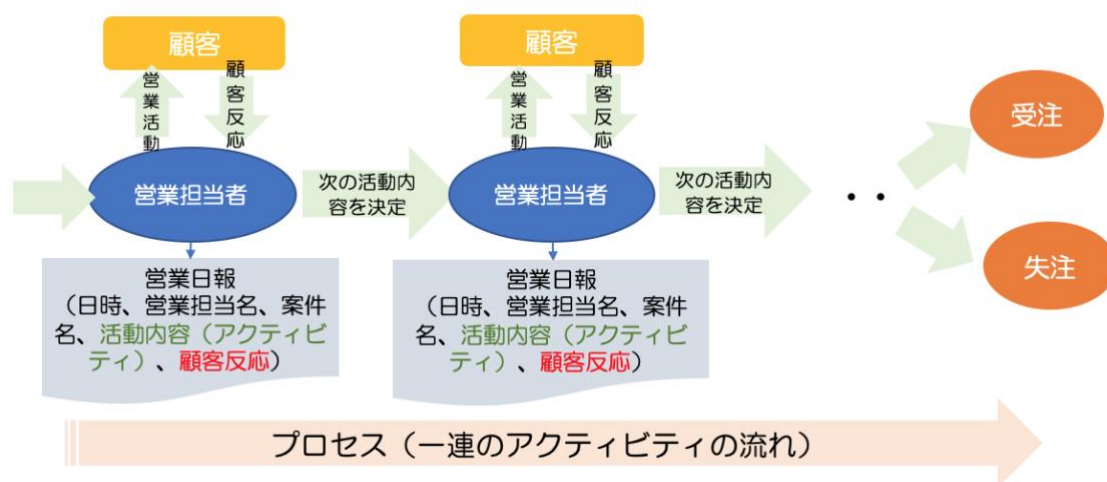 顧客
顧客
営業活動
顧客反応
営業活動
顧客反応
受注
営業担当者
次の活動内
容を決定
営業担当者
次の活動内
容を決定
・・
失注
営業日報
（日時、営業担当名、案件
名、活動内容（アクティビ
ティ）、顧客反応）
営業日報
（日時、営業担当名、案件
名、活動内容（アクティビ
ティ）、顧客反応）
プロセス（一連のアクティビティの流れ）